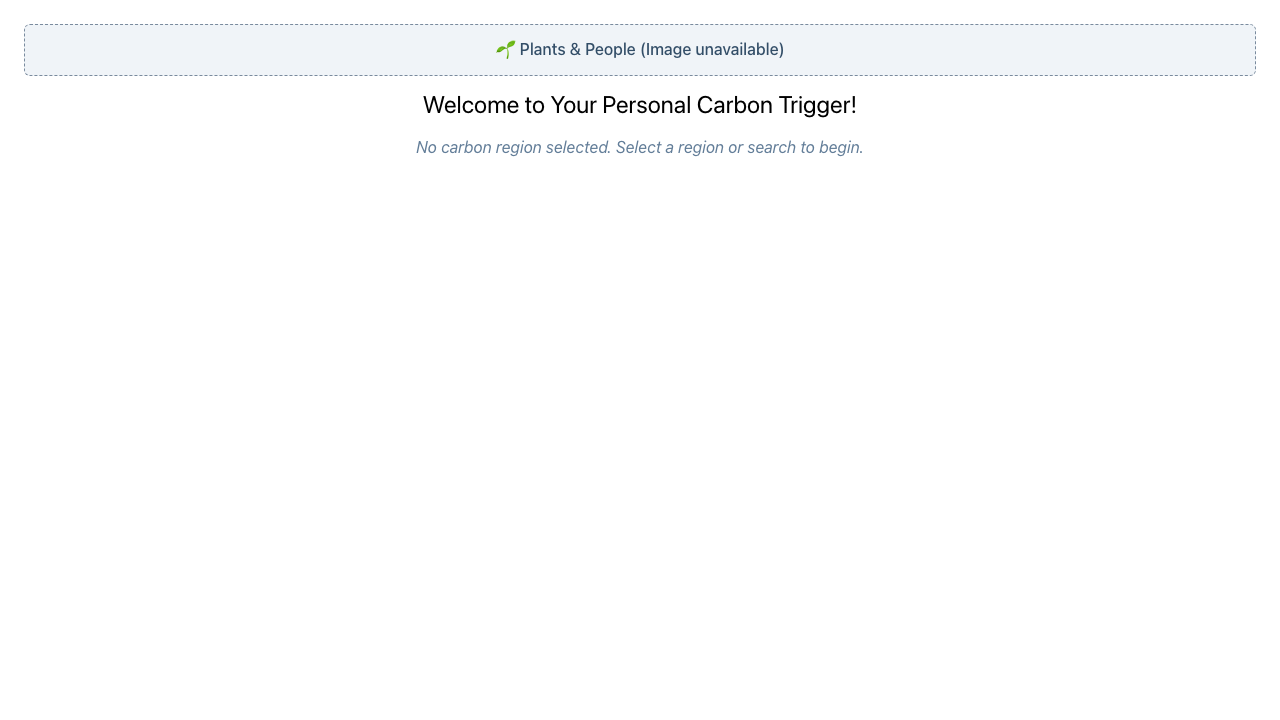 🌱 Plants & People (Image unavailable)
Welcome to Your Personal Carbon Trigger!
No carbon region selected. Select a region or search to begin.